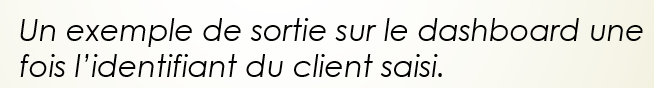 Un exemple de sortie sur le dashboard une
fois l’identifiant du client saisi.